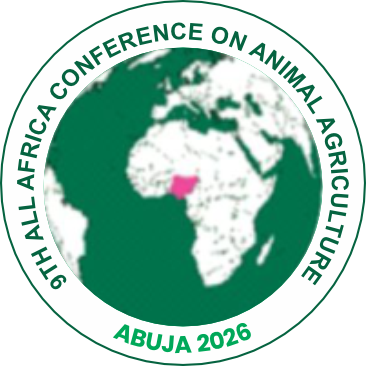 9TH ALL AFRICA CONFERENCE ON ANIMAL AGRICULTURE
ABUJA 2026